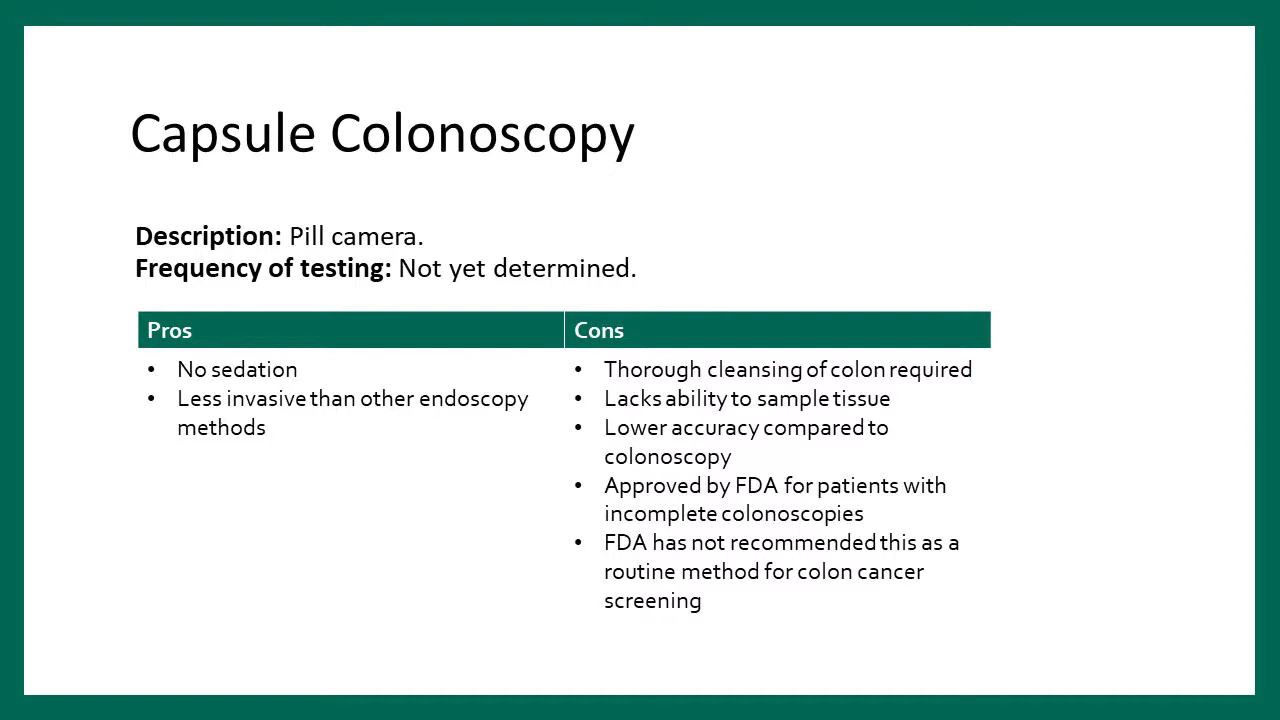 Capsule Colonoscopy
Description: Pill camera.
Frequency of testing: Not yet determined.
Pros
• No sedation
• Less invasive than other endoscopy
methods
Cons
• Thorough cleansing of colon required
• Lacks ability to sample tissue
• Lower accuracy compared to
colonoscopy
• Approved by FDA for patients with
incomplete colonoscopies
• FDA has not recommended this as a
routine method for colon cancer
screening